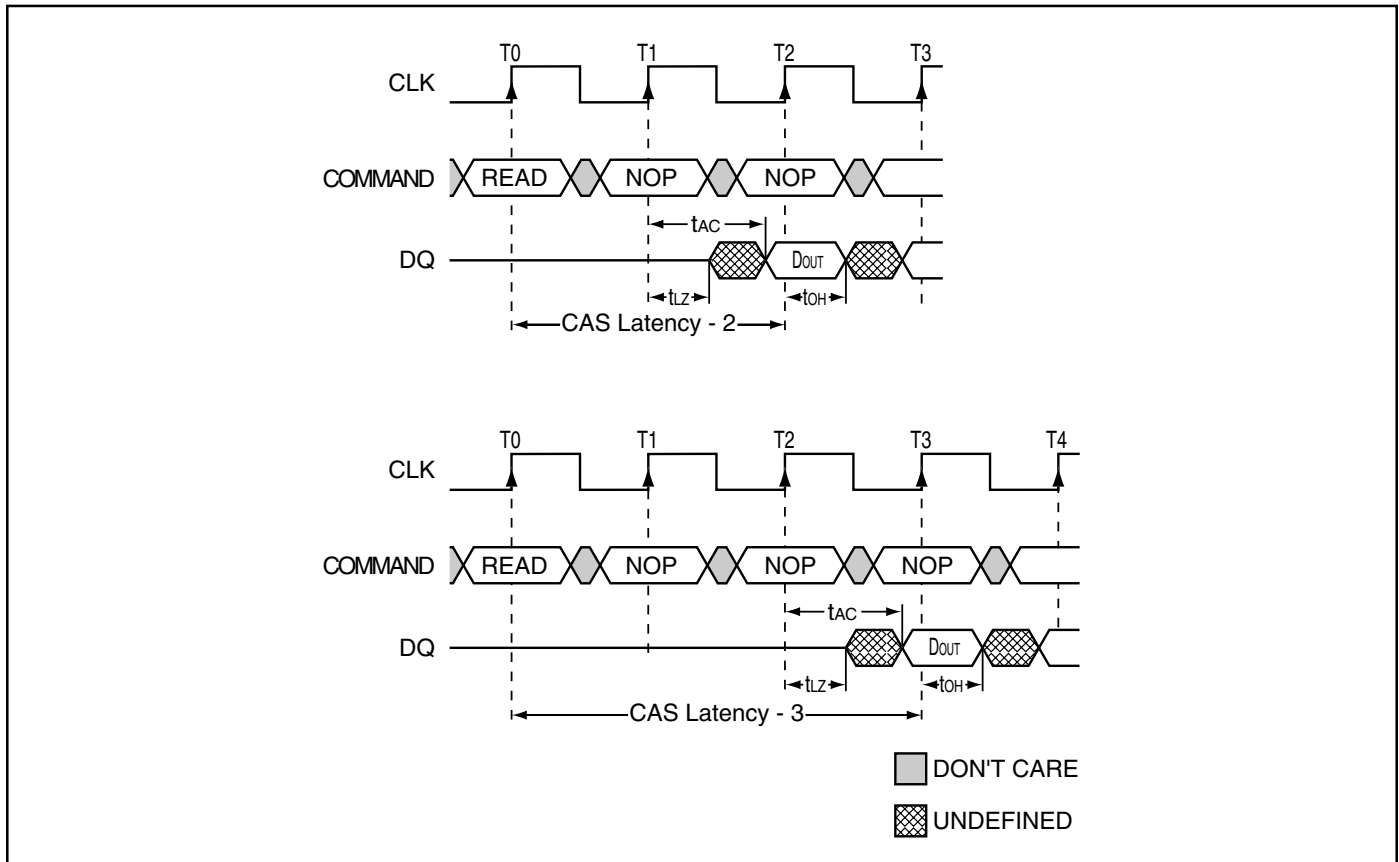 T0 T1 T2 T3
CLK
COMMAND READ NOP NOP
tAC
DQ DOUT
tLZ tOH
CAS Latency - 2
T0 T1 T2 T3 T4
CLK
COMMAND READ NOP NOP NOP
tAC
DQ DOUT
tLZ tOH
CAS Latency - 3
DON'T CARE
UNDEFINED